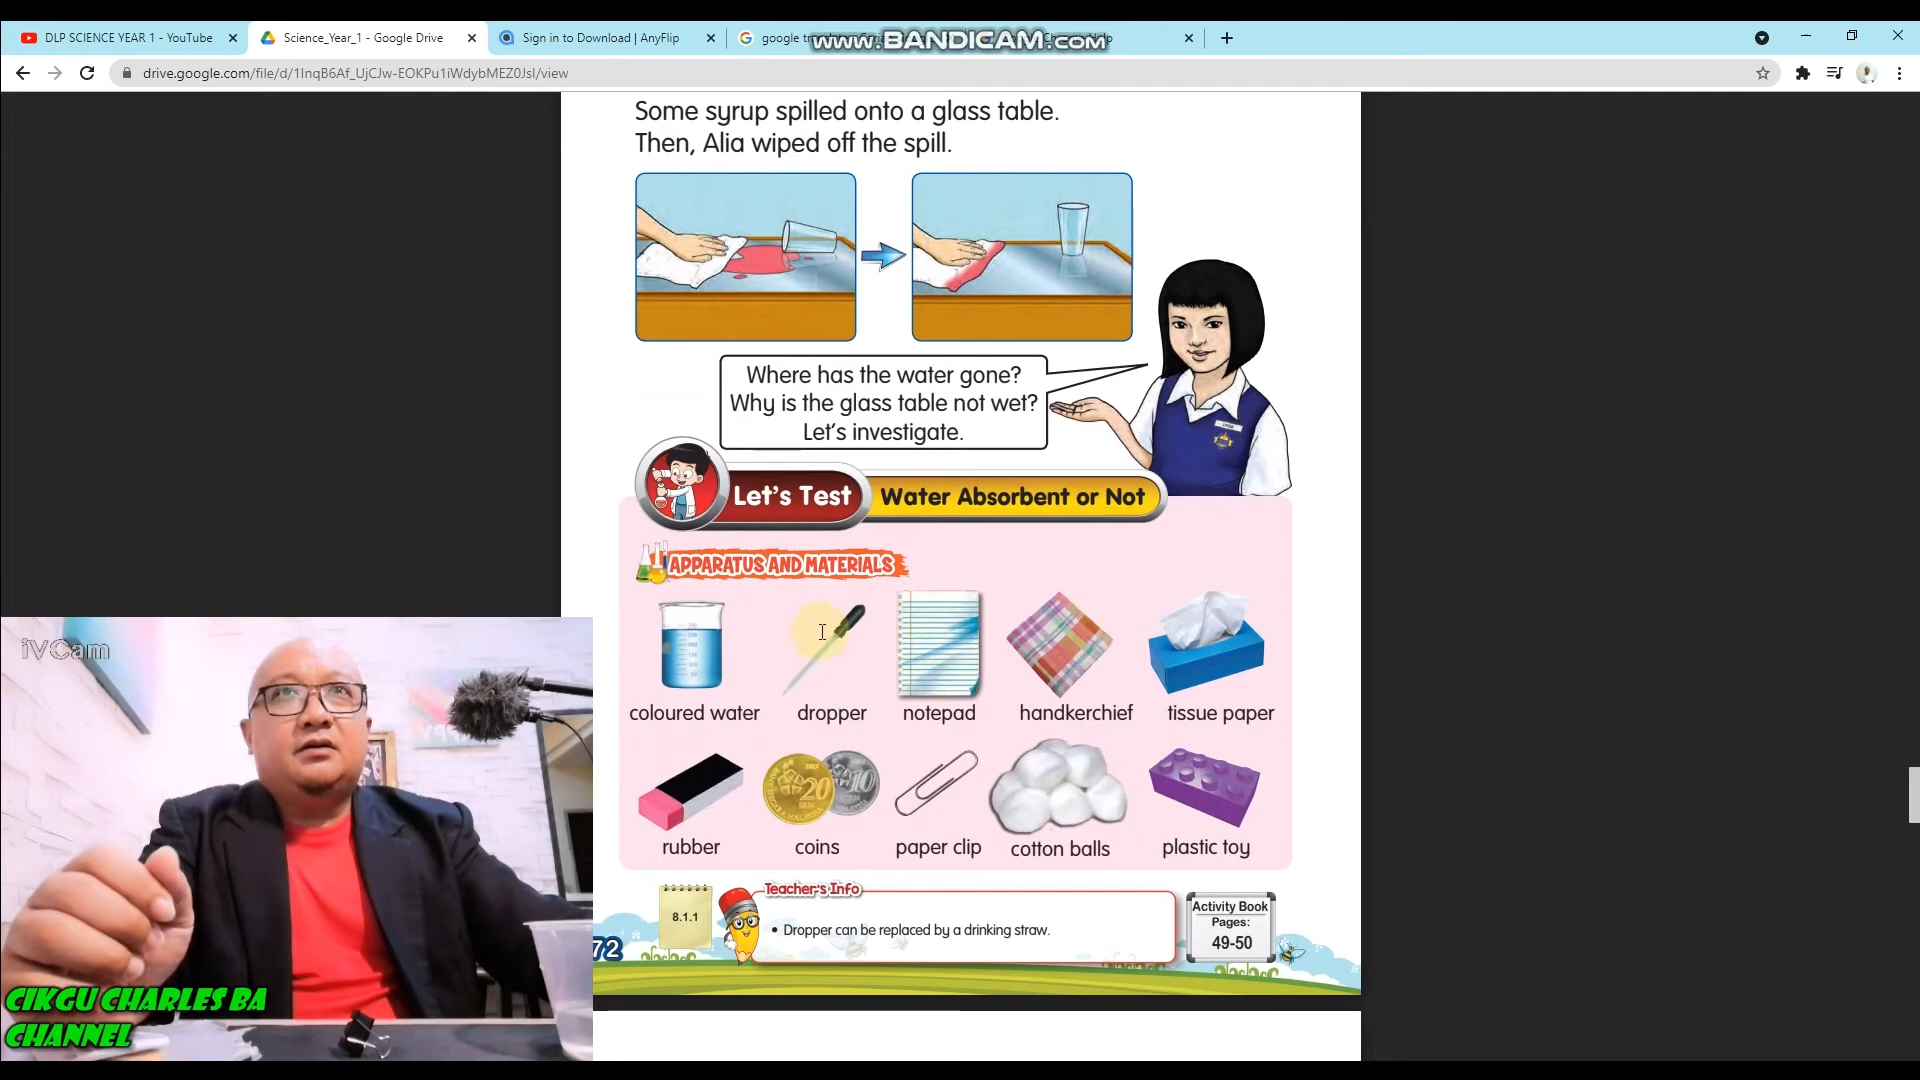 DLP SCIENCE YEAR 1 - YouTube
Science_Year_1 - Google Drive
Sign in to Download | AnyFlip
google
www.BANDICAM.com
Help
drive.google.com/file/d/1InqB6Af_UjCJw-EOKPu1iWdybMEZ0JsI/view
Some syrup spilled onto a glass table.
Then, Alia wiped off the spill.
Where has the water gone?
Why is the glass table not wet?
Let's investigate.
Let's Test
Water Absorbent or Not
APPARATUS AND MATERIALS
coloured water
dropper
notepad
handkerchief
tissue paper
20
10
rubber
coins
paper clip
cotton balls
plastic toy
8.1.1
Teacher's Info
• Dropper can be replaced by a drinking straw.
Activity Book
Pages:
49-50
72
iVCam
CIKGU CHARLES BA
CHANNEL